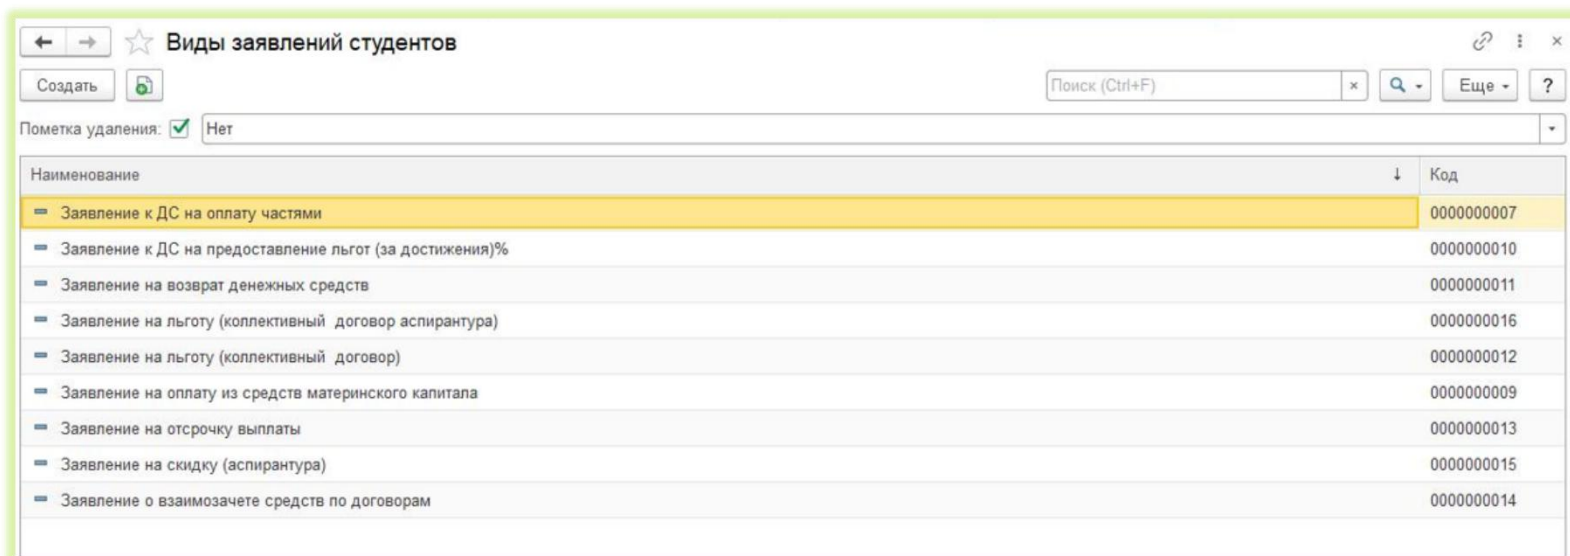 Виды заявлений студентов
Создать Поиск (Ctrl+F) × Еще ?
Пометка удаления: Нет
Наименование ↓ Код
Заявление к ДС на оплату частями 0000000007
Заявление к ДС на предоставление льгот (за достижения)% 0000000010
Заявление на возврат денежных средств 0000000011
Заявление на льготу (коллективный договор аспирантура) 0000000016
Заявление на льготу (коллективный договор) 0000000012
Заявление на оплату из средств материнского капитала 0000000009
Заявление на отсрочку выплаты 0000000013
Заявление на скидку (аспирантура) 0000000015
Заявление о взаимозачете средств по договорам 0000000014